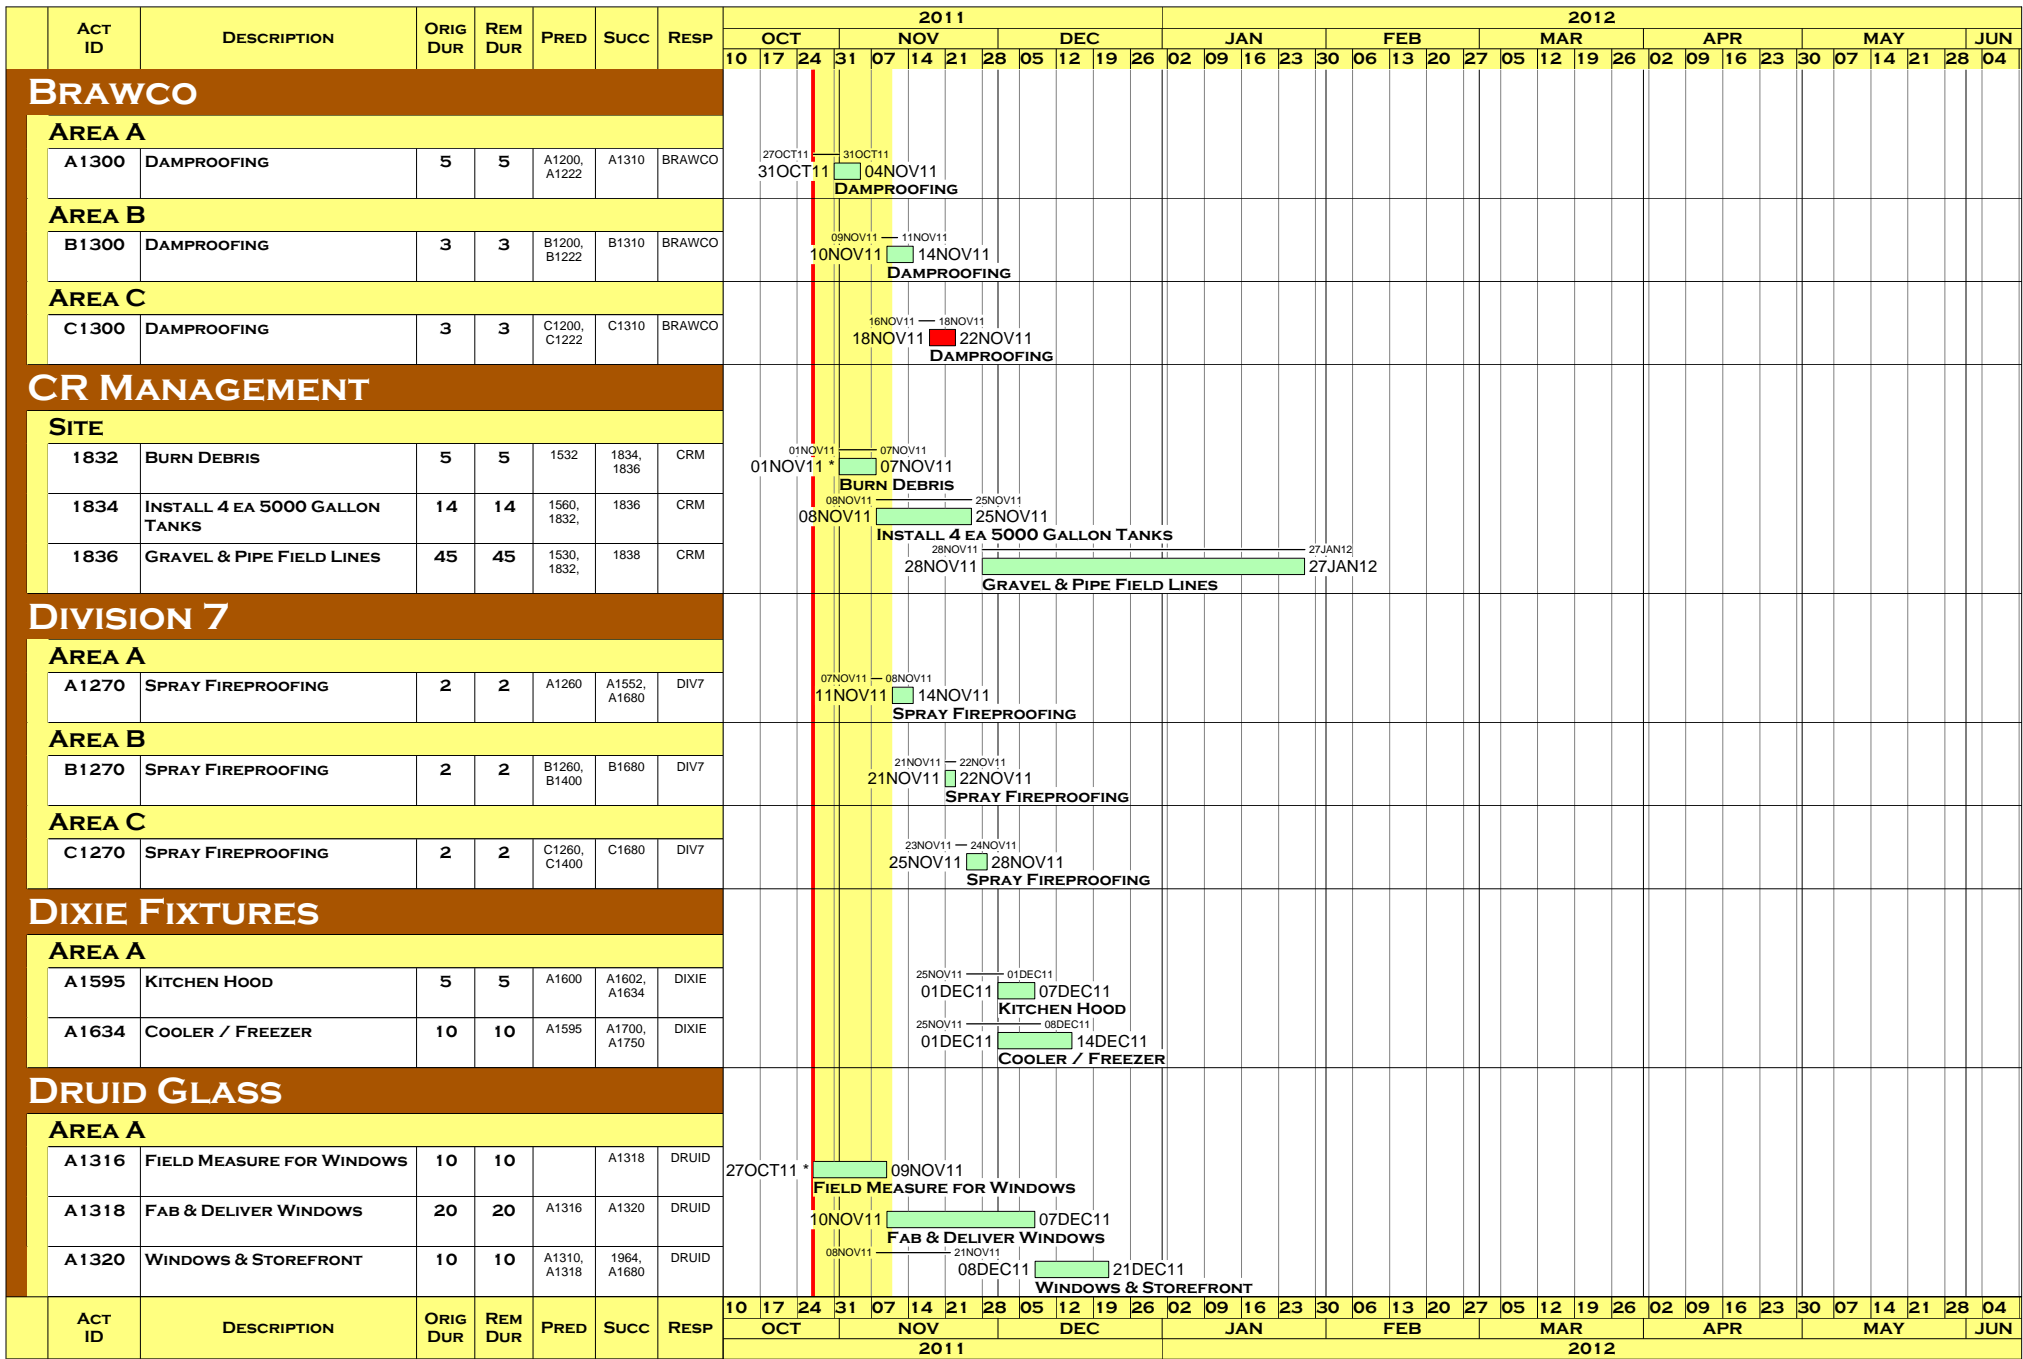 2011 2012
ACT ID DESCRIPTION ORIG DUR REM DUR PRED SUCC RESP
OCT NOV DEC JAN FEB MAR APR MAY JUN
10 17 24 31 07 14 21 28 05 12 19 26 02 09 16 23 30 06 13 20 27 05 12 19 26 02 09 16 23 30 07 14 21 28 04
BRAWCO
AREA A
A1300 DAMPROOFING 5 5 A1200, A1222 A1310 BRAWCO
27OCT11 31OCT11
31OCT11 04NOV11
DAMPROOFING
AREA B
B1300 DAMPROOFING 3 3 B1200, B1222 B1310 BRAWCO
09NOV11 11NOV11
10NOV11 14NOV11
DAMPROOFING
AREA C
C1300 DAMPROOFING 3 3 C1200, C1222 C1310 BRAWCO
16NOV11 18NOV11
18NOV11 22NOV11
DAMPROOFING
CR MANAGEMENT
SITE
1832 BURN DEBRIS 5 5 1532 1834, 1836 CRM
01NOV11 07NOV11
01NOV11 * 07NOV11
BURN DEBRIS
1834 INSTALL 4 EA 5000 GALLON TANKS 14 14 1560, 1832, 1836 CRM
08NOV11 25NOV11
08NOV11 25NOV11
INSTALL 4 EA 5000 GALLON TANKS
1836 GRAVEL & PIPE FIELD LINES 45 45 1530, 1832, 1838 CRM
28NOV11 27JAN12
28NOV11 27JAN12
GRAVEL & PIPE FIELD LINES
DIVISION 7
AREA A
A1270 SPRAY FIREPROOFING 2 2 A1260 A1552, A1680 DIV7
07NOV11 08NOV11
11NOV11 14NOV11
SPRAY FIREPROOFING
AREA B
B1270 SPRAY FIREPROOFING 2 2 B1260, B1400 B1680 DIV7
21NOV11 22NOV11
21NOV11 22NOV11
SPRAY FIREPROOFING
AREA C
C1270 SPRAY FIREPROOFING 2 2 C1260, C1400 C1680 DIV7
23NOV11 24NOV11
25NOV11 28NOV11
SPRAY FIREPROOFING
DIXIE FIXTURES
AREA A
A1595 KITCHEN HOOD 5 5 A1600 A1602, A1634 DIXIE
25NOV11 01DEC11
01DEC11 07DEC11
KITCHEN HOOD
A1634 COOLER / FREEZER 10 10 A1595 A1700, A1750 DIXIE
25NOV11 08DEC11
01DEC11 14DEC11
COOLER / FREEZER
DRUID GLASS
AREA A
A1316 FIELD MEASURE FOR WINDOWS 10 10 A1318 DRUID
27OCT11 * 09NOV11
FIELD MEASURE FOR WINDOWS
A1318 FAB & DELIVER WINDOWS 20 20 A1316 A1320 DRUID
10NOV11 07DEC11
FAB & DELIVER WINDOWS
A1320 WINDOWS & STOREFRONT 10 10 A1310, A1318 1964, A1680 DRUID
08NOV11 21NOV11
08DEC11 21DEC11
WINDOWS & STOREFRONT
10 17 24 31 07 14 21 28 05 12 19 26 02 09 16 23 30 06 13 20 27 05 12 19 26 02 09 16 23 30 07 14 21 28 04
ACT ID DESCRIPTION ORIG DUR REM DUR PRED SUCC RESP
OCT NOV DEC JAN FEB MAR APR MAY JUN
2011 2012